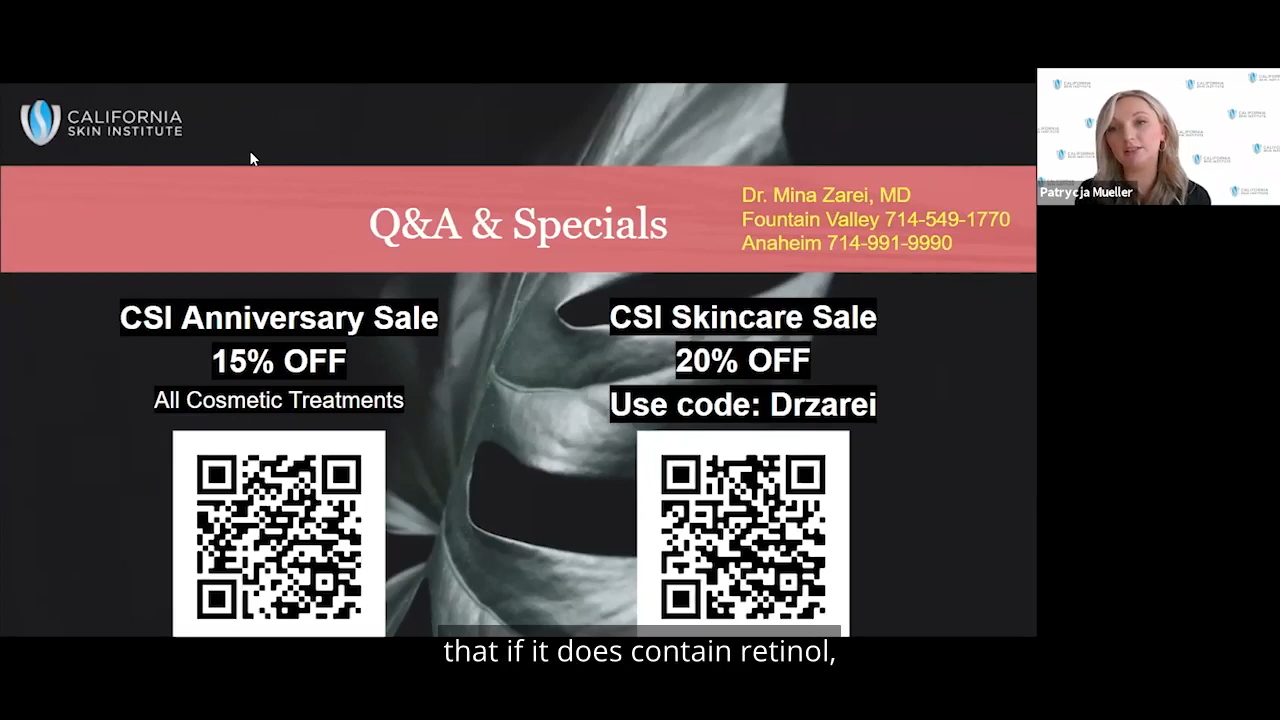 CALIFORNIA
SKIN INSTITUTE
Q&A & Specials
Dr. Mina Zarei, MD
Fountain Valley 714-549-1770
Anaheim 714-991-9990
CSI Anniversary Sale
15% OFF
All Cosmetic Treatments
CSI Skincare Sale
20% OFF
Use code: Drzarei
Patrycja Mueller
that if it does contain retinol,